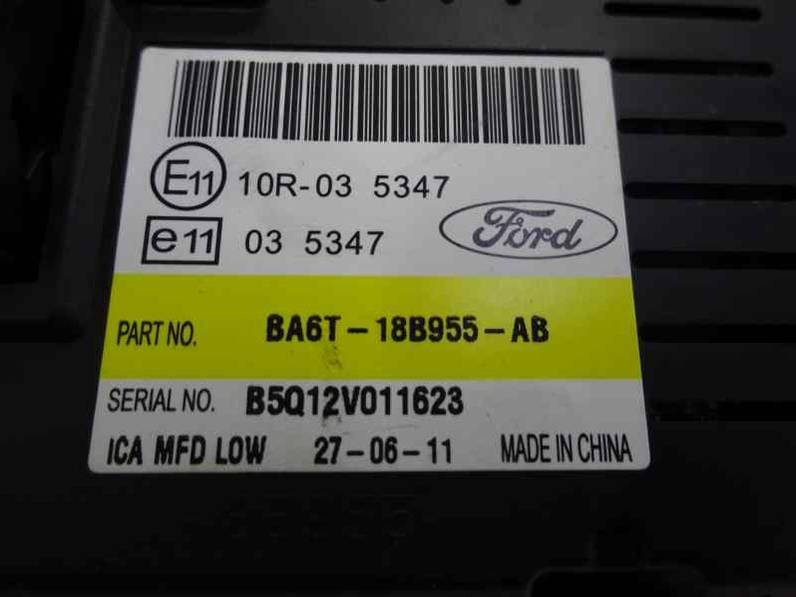 E11 10R-03 5347
e11 03 5347
Ford
PART NO. BA6T-18B955-AB
SERIAL NO. B5Q12V011623
ICA MFD LOW 27-06-11 MADE IN CHINA